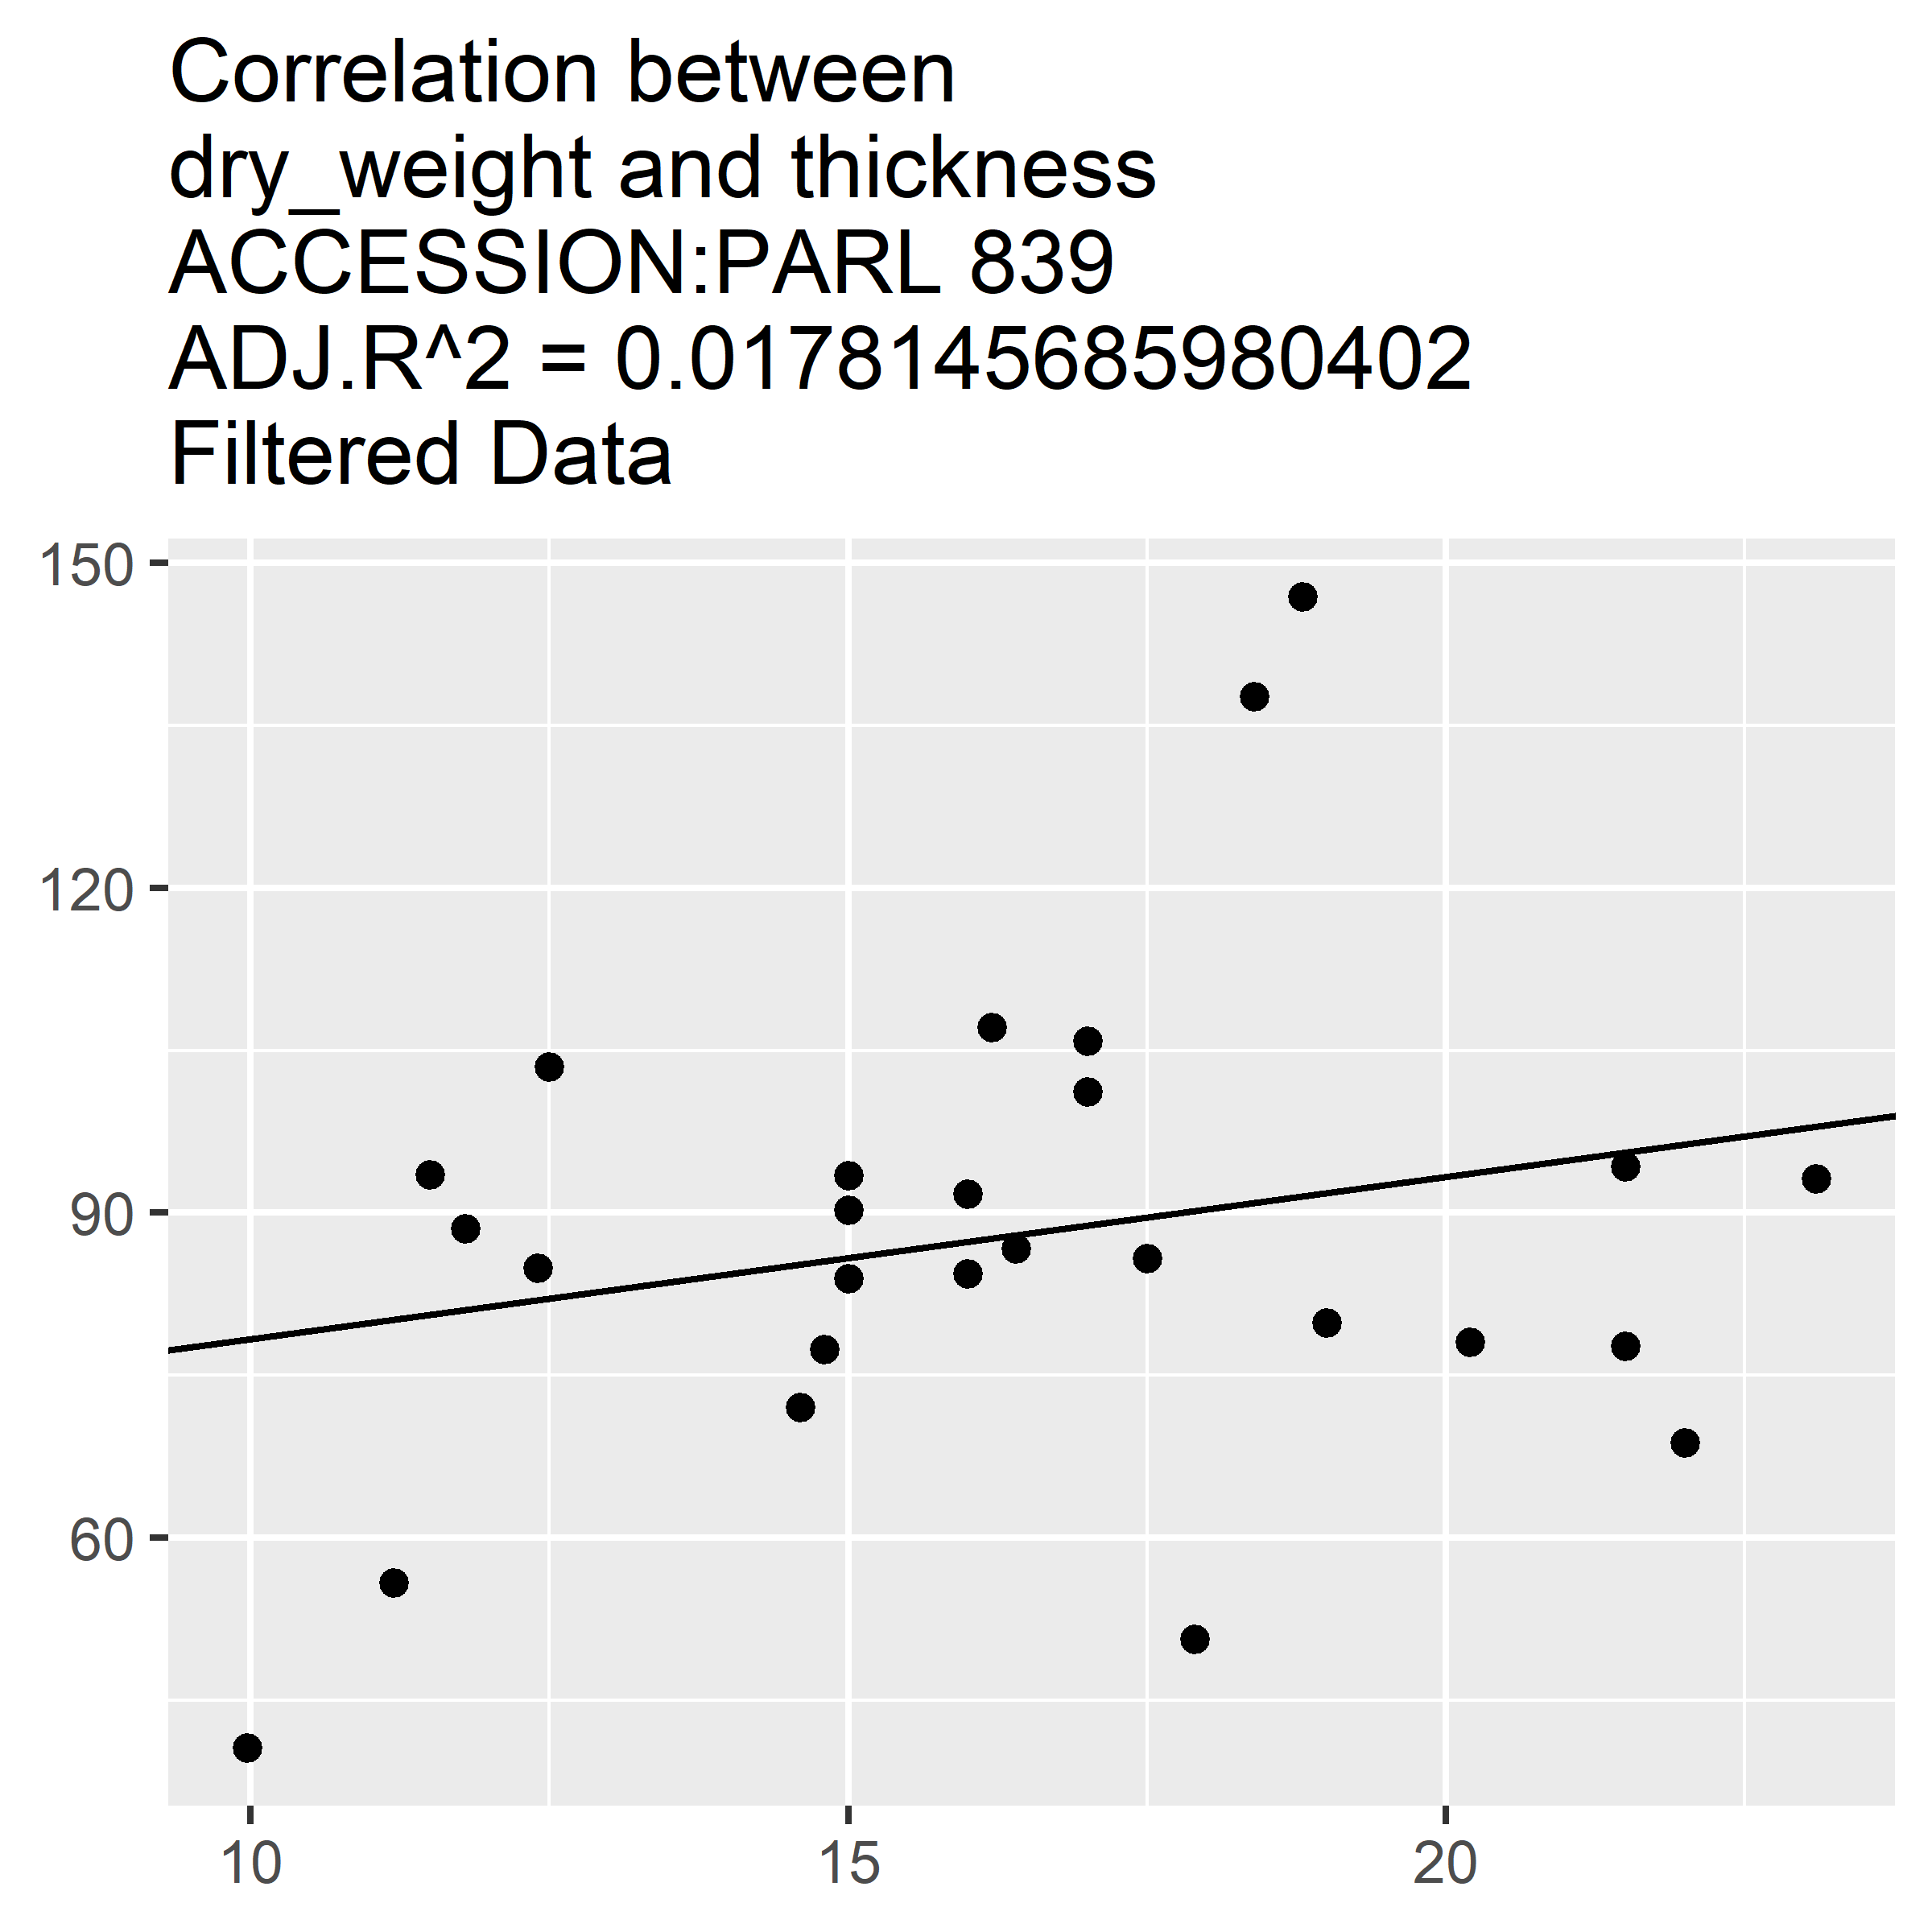 Correlation between
dry_weight and thickness
ACCESSION:PARL 839
ADJ.R^2 = 0.0178145685980402
Filtered Data
150
120
90
60
10 15 20